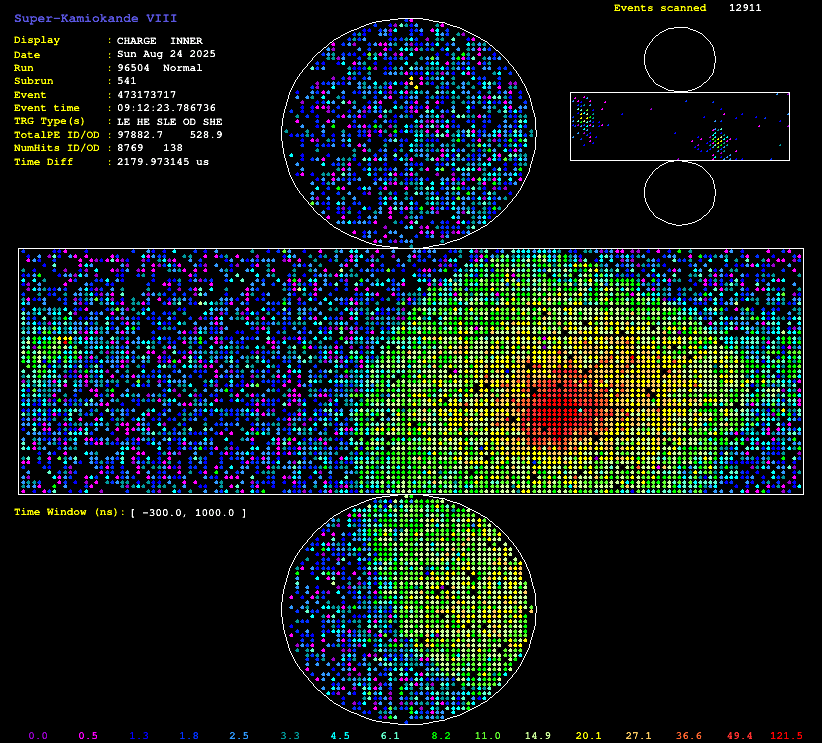 Super-Kamiokande VIII
Events scanned 12911
Display : CHARGE INNER
Date : Sun Aug 24 2025
Run : 96504 Normal
Subrun : 541
Event : 473173717
Event time : 09:12:23.786736
TRG Type(s) : LE HE SLE OD SHE
TotalPE ID/OD : 97882.7 528.9
NumHits ID/OD : 8769 138
Time Diff : 2179.973145 us
Time Window (ns): [ -300.0, 1000.0 ]
0.0 0.5 1.3 1.8 2.5 3.3 4.5 6.1 8.2 11.0 14.9 20.1 27.1 36.6 49.4 121.5